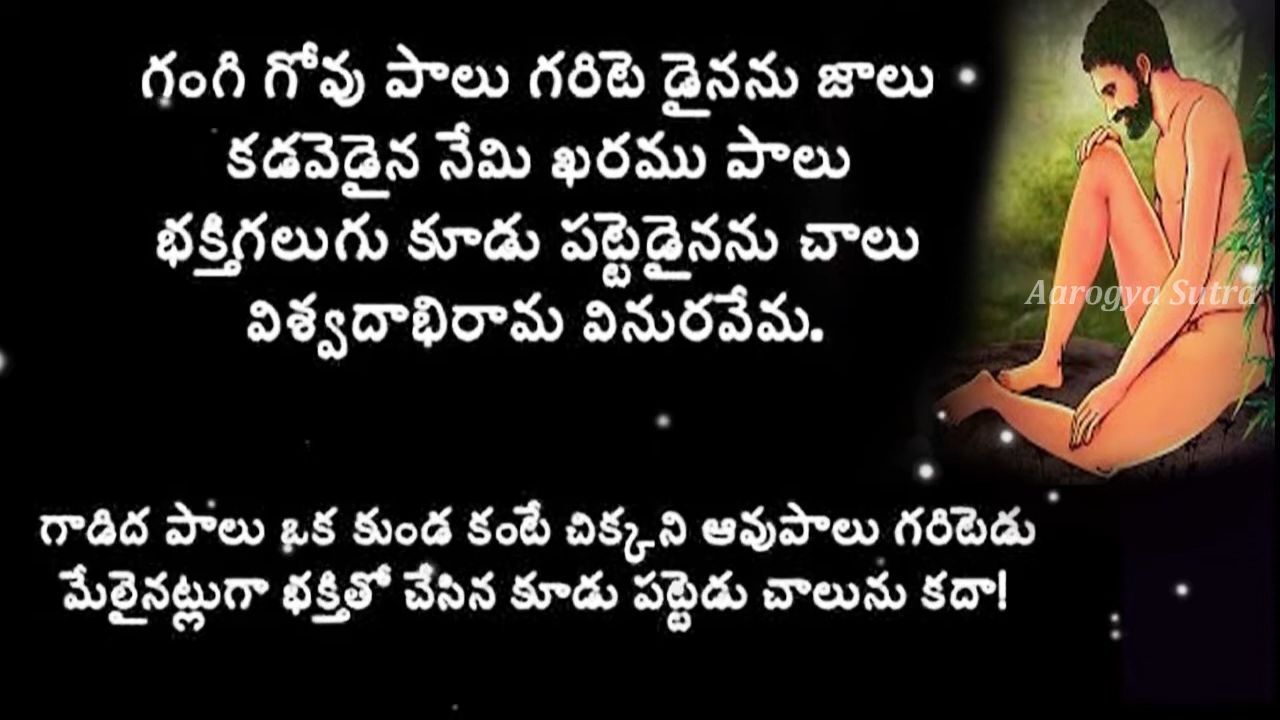 గంగి గోవు పాలు గరిటె డైనను జాలు
కడవెడైన నేమి ఖరము పాలు
భక్తిగలుగు కూడు పట్టెడైనను చాలు
విశ్వదాభిరామ వినురవేమ.
Aarogya Sutra
గాడిద పాలు ఒక కుండ కంటే చిక్కని ఆవుపాలు గరిటెడు
మేలైనట్లుగా భక్తితో చేసిన కూడు పట్టెడు చాలును కదా!